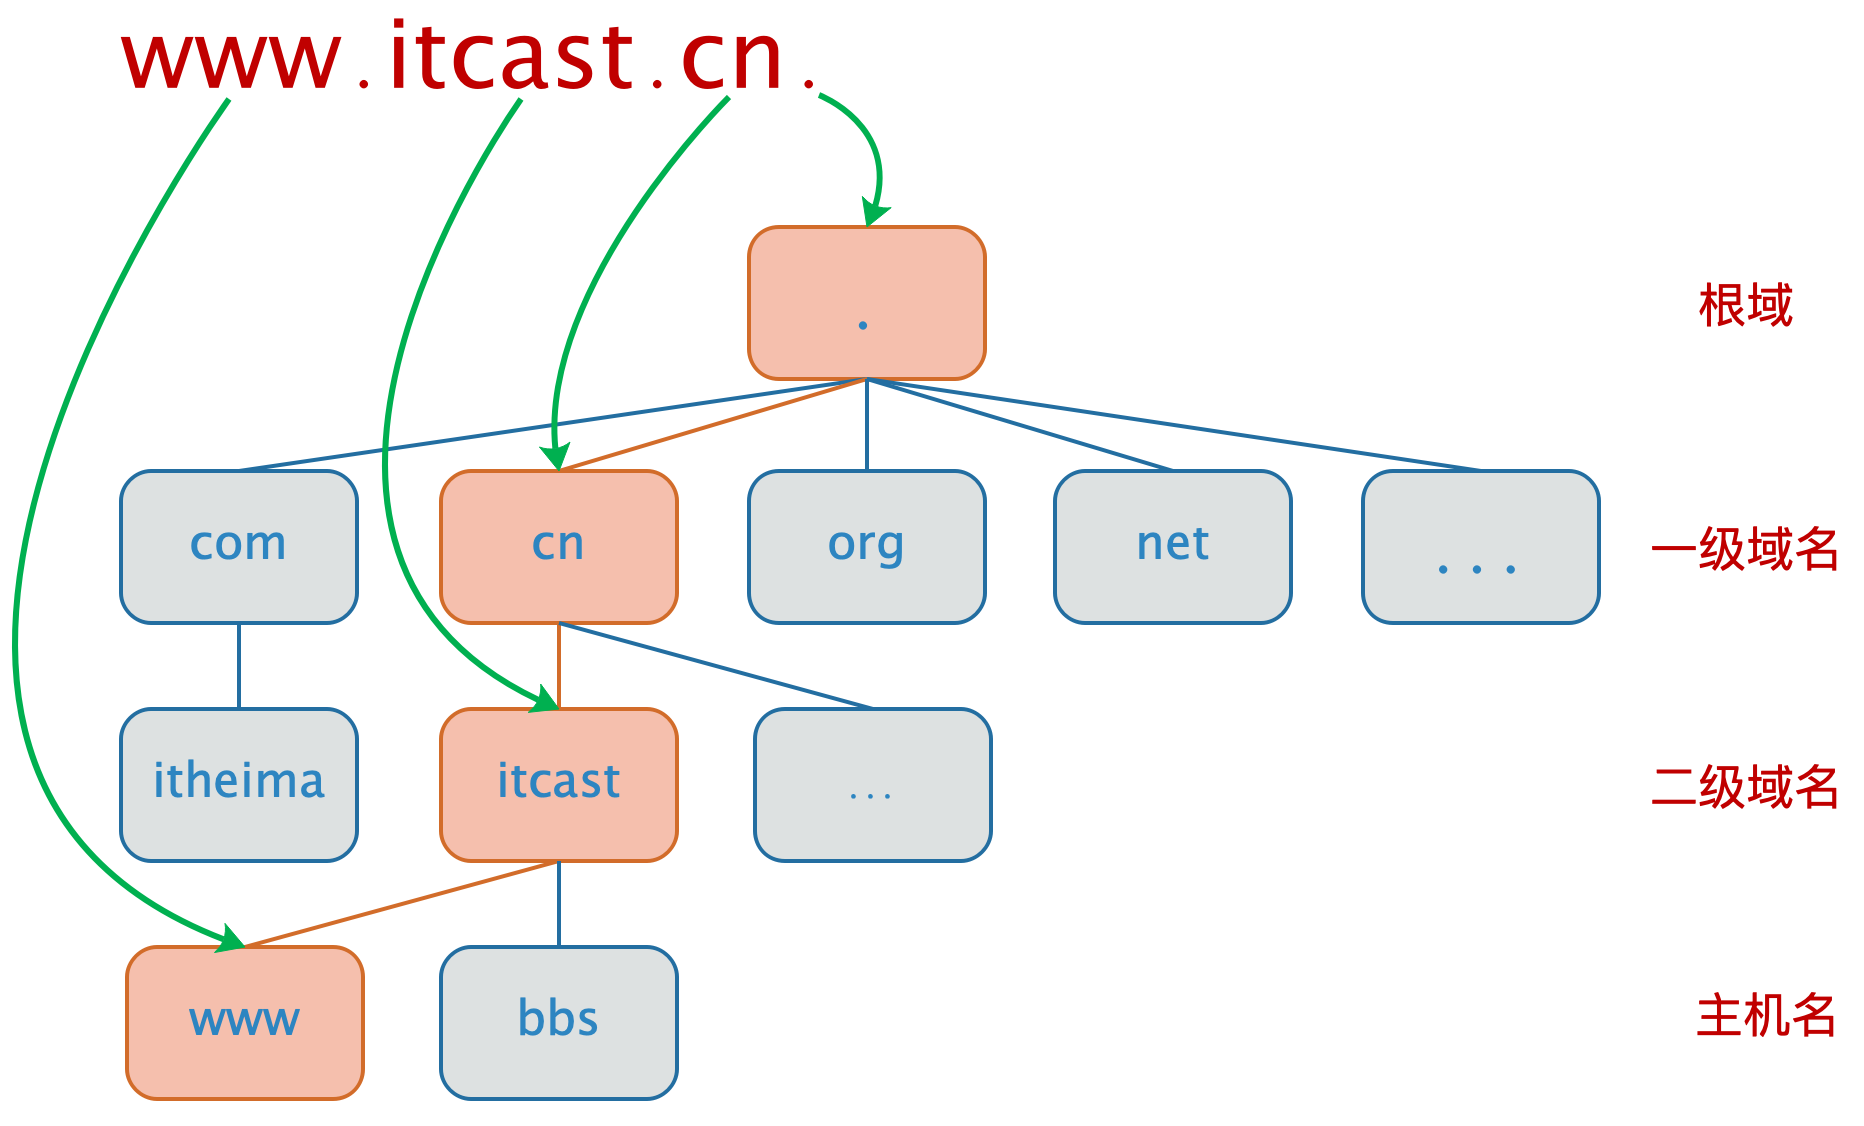 www.itcast.cn.
.
根域
com
cn
org
net
...
一级域名
itheima
itcast
...
二级域名
www
bbs
主机名